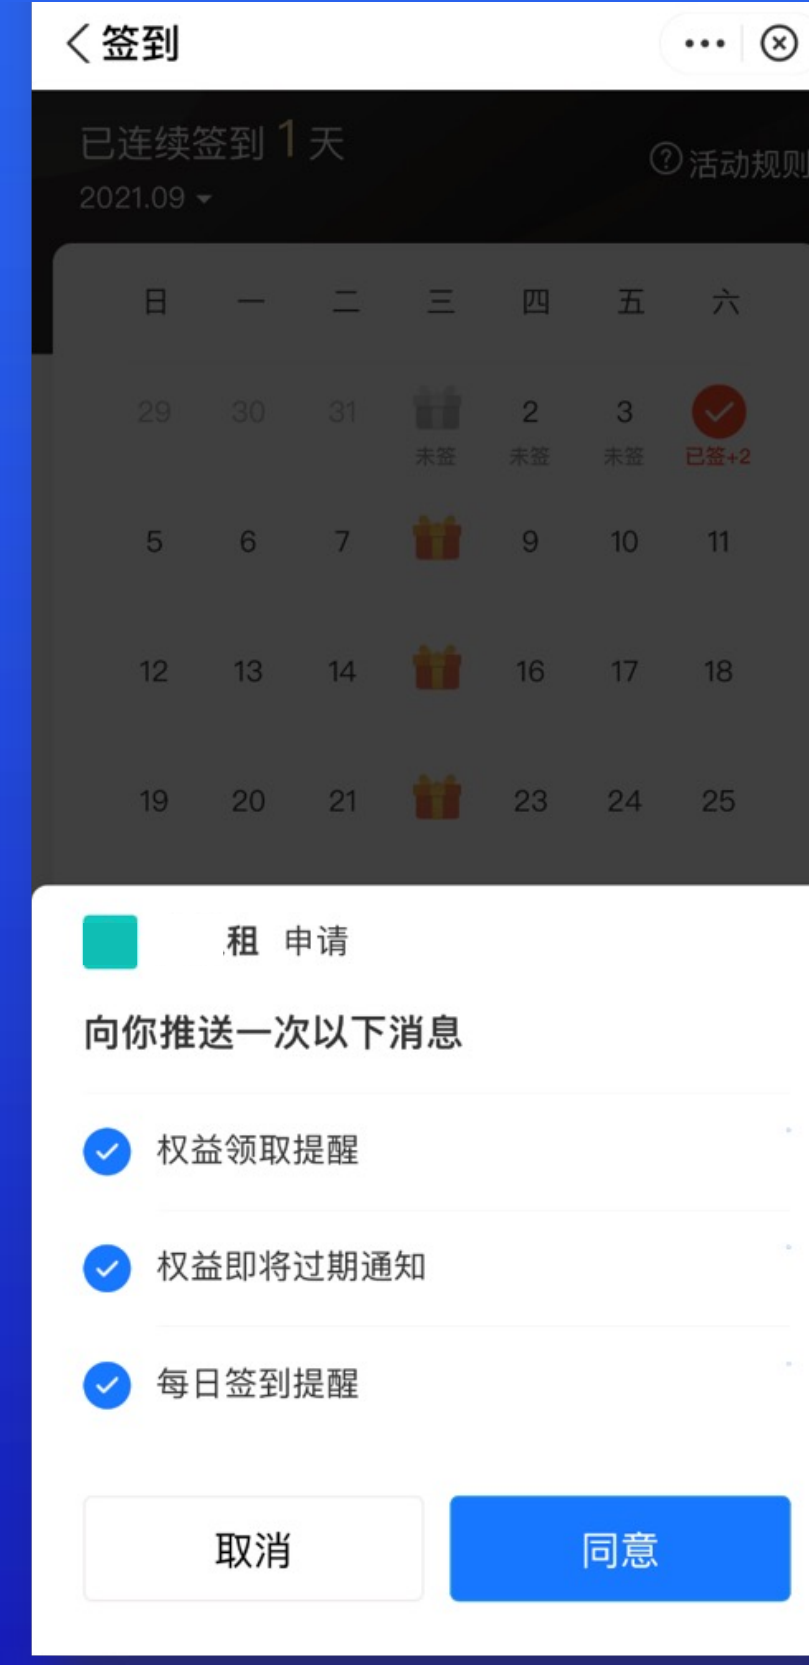 签到
已连续签到 1 天
活动规则
2021.09
日 一 二 三 四 五 六
29 30 31 2 3
未签 未签 未签 已签+2
5 6 7 9 10 11
12 13 14 16 17 18
19 20 21 23 24 25
租 申请
向你推送一次以下消息
权益领取提醒
权益即将过期通知
每日签到提醒
取消 同意